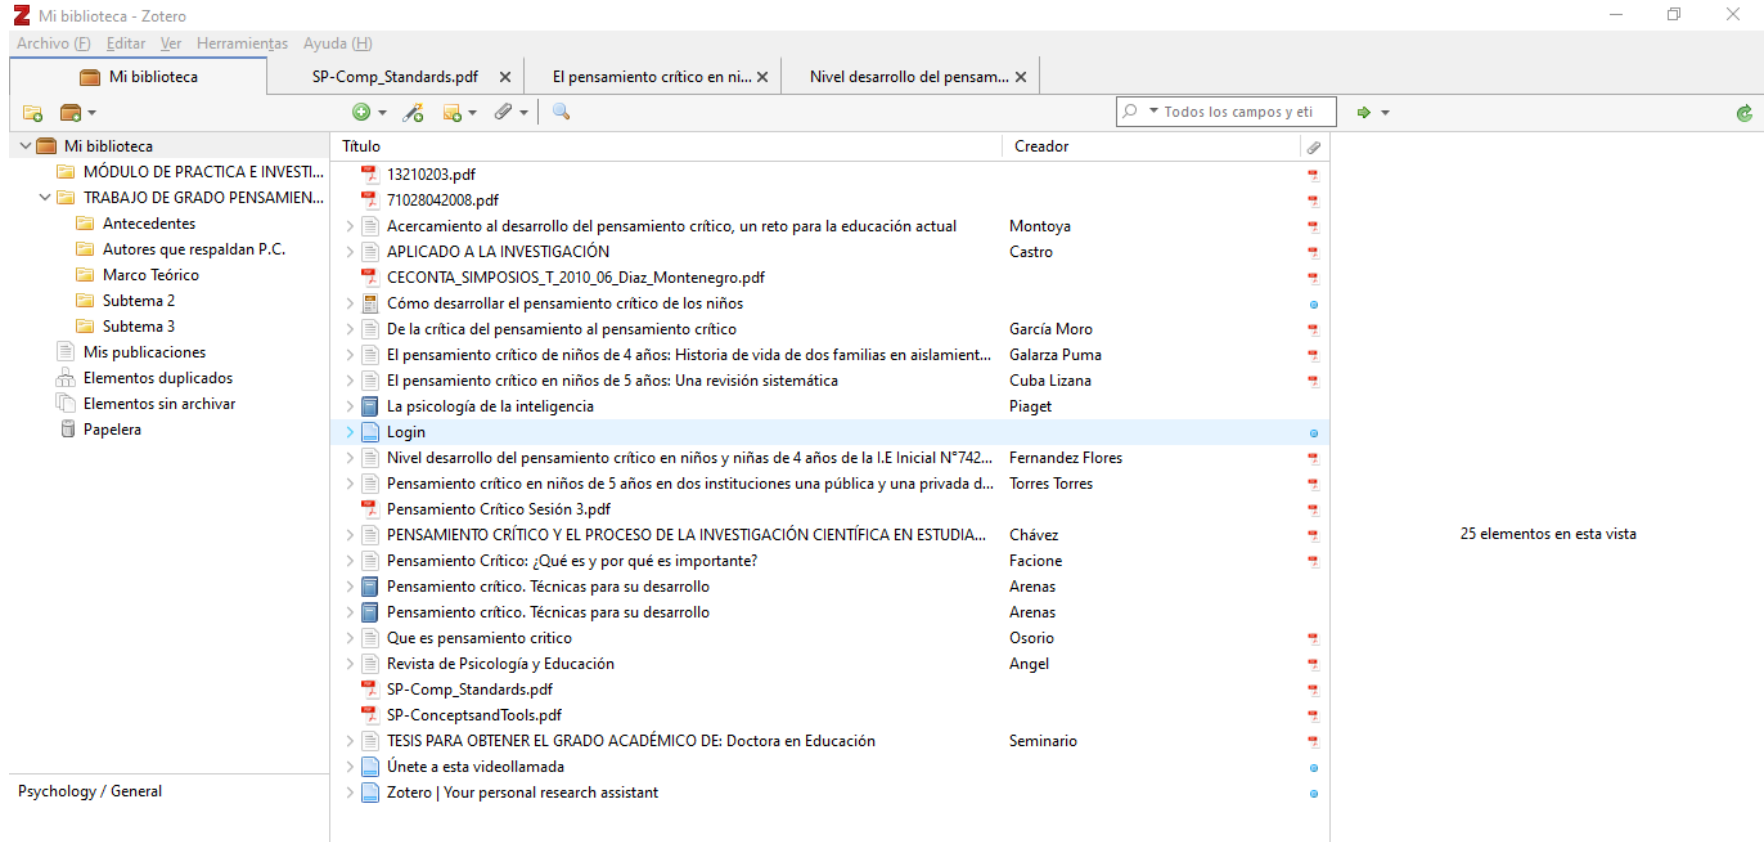 Mi biblioteca - Zotero
Archivo (F) Editar Ver Herramientas Ayuda (H)
Mi biblioteca SP-Comp_Standards.pdf El pensamiento crítico en ni... Nivel desarrollo del pensam...
Todos los campos y eti
Mi biblioteca
MÓDULO DE PRACTICA E INVESTI...
TRABAJO DE GRADO PENSAMIEN...
Antecedentes
Autores que respaldan P.C.
Marco Teórico
Subtema 2
Subtema 3
Mis publicaciones
Elementos duplicados
Elementos sin archivar
Papelera
Psychology / General
Título Creador
13210203.pdf
71028042008.pdf
Acercamiento al desarrollo del pensamiento crítico, un reto para la educación actual Montoya
APLICADO A LA INVESTIGACIÓN Castro
CECONTA_SIMPOSIOS_T_2010_06_Diaz_Montenegro.pdf
Cómo desarrollar el pensamiento crítico de los niños
De la crítica del pensamiento al pensamiento crítico García Moro
El pensamiento crítico de niños de 4 años: Historia de vida de dos familias en aislamient... Galarza Puma
El pensamiento crítico en niños de 5 años: Una revisión sistemática Cuba Lizana
La psicología de la inteligencia Piaget
Login
Nivel desarrollo del pensamiento crítico en niños y niñas de 4 años de la I.E Inicial N°742... Fernandez Flores
Pensamiento crítico en niños de 5 años en dos instituciones una pública y una privada d... Torres Torres
Pensamiento Crítico Sesión 3.pdf
PENSAMIENTO CRÍTICO Y EL PROCESO DE LA INVESTIGACIÓN CIENTÍFICA EN ESTUDIA... Chávez
Pensamiento Crítico: ¿Qué es y por qué es importante? Facione
Pensamiento crítico. Técnicas para su desarrollo Arenas
Pensamiento crítico. Técnicas para su desarrollo Arenas
Que es pensamiento critico Osorio
Revista de Psicología y Educación Angel
SP-Comp_Standards.pdf
SP-ConceptsandTools.pdf
TESIS PARA OBTENER EL GRADO ACADÉMICO DE: Doctora en Educación Seminario
Únete a esta videollamada
Zotero | Your personal research assistant
25 elementos en esta vista